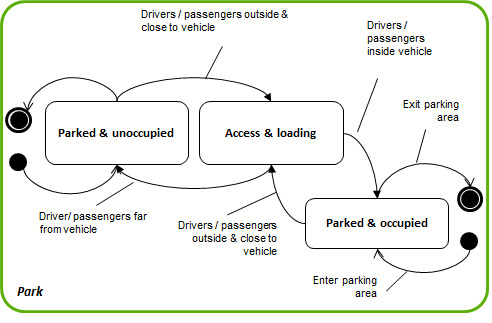 Drivers / passengers outside &
close to vehicle
Drivers /
passengers
inside vehicle
Exit parking
area
Parked & unoccupied
Access & loading
Driver/ passengers far
from vehicle
Drivers / passengers
outside & close to
vehicle
Parked & occupied
Enter parking
area
Park